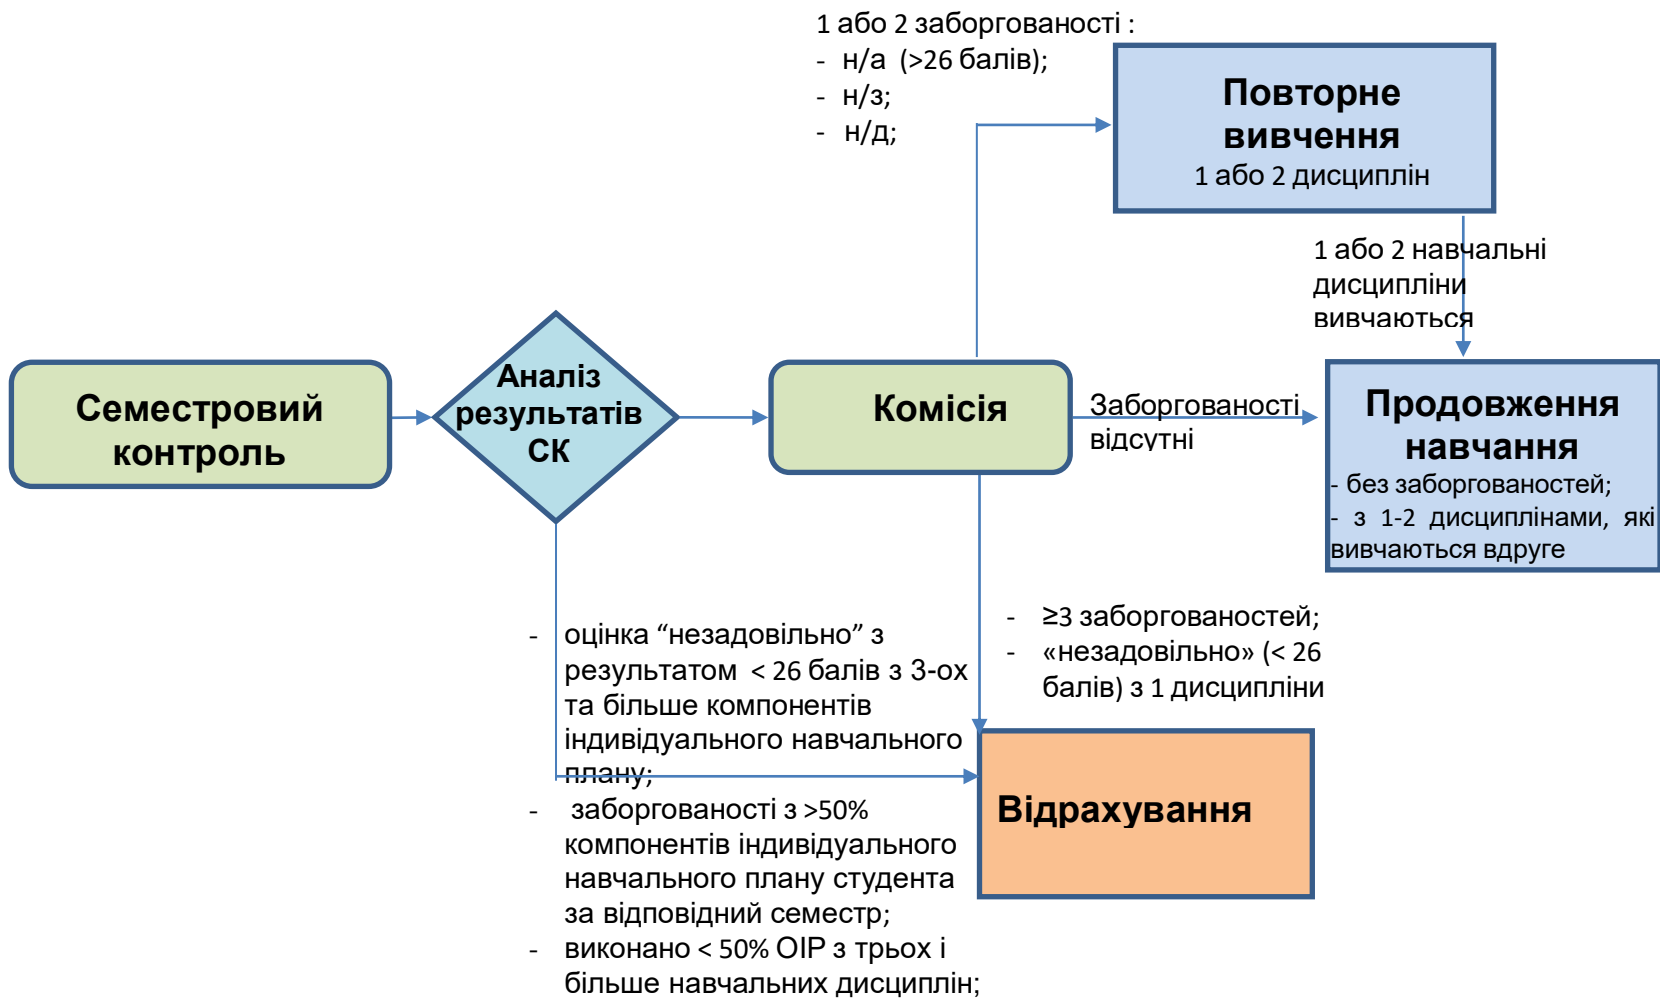 1 або 2 заборгованості :
- н/а (>26 балів);
- н/з;
- н/д;
Повторне
вивчення
1 або 2 дисциплін
1 або 2 навчальні
дисципліни
вивчаються
Семестровий
контроль
Аналіз
результатів
СК
Комісія
Заборгованості
відсутні
Продовження
навчання
- без заборгованостей;
- з 1-2 дисциплінами, які
вивчаються вдруге
- оцінка “незадовільно” з
результатом < 26 балів з 3-ох
та більше компонентів
індивідуального навчального
плану;
- заборгованості з >50%
компонентів індивідуального
навчального плану студента
за відповідний семестр;
- виконано < 50% ОІР з трьох і
більше навчальних дисциплін;
- ≥3 заборгованостей;
- «незадовільно» (< 26
балів) з 1 дисципліни
Відрахування